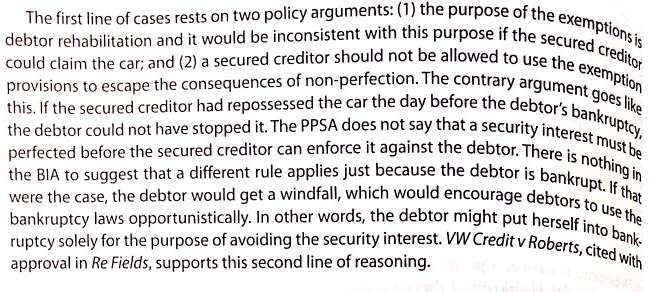 The first line of cases rests on two policy arguments: (1) the purpose of the exemptions is
debtor rehabilitation and it would be inconsistent with this purpose if the secured creditor
could claim the car; and (2) a secured creditor should not be allowed to use the exemption
provisions to escape the consequences of non-perfection. The contrary argument goes like
this. If the secured creditor had repossessed the car the day before the debtor's bankruptcy,
the debtor could not have stopped it. The PPSA does not say that a security interest must be
perfected before the secured creditor can enforce it against the debtor. There is nothing in
the BIA to suggest that a different rule applies just because the debtor is bankrupt. If that
were the case, the debtor would get a windfall, which would encourage debtors to use the
bankruptcy laws opportunistically. In other words, the debtor might put herself into bank-
ruptcy solely for the purpose of avoiding the security interest. VW Credit v Roberts, cited with
approval in Re Fields, supports this second line of reasoning.